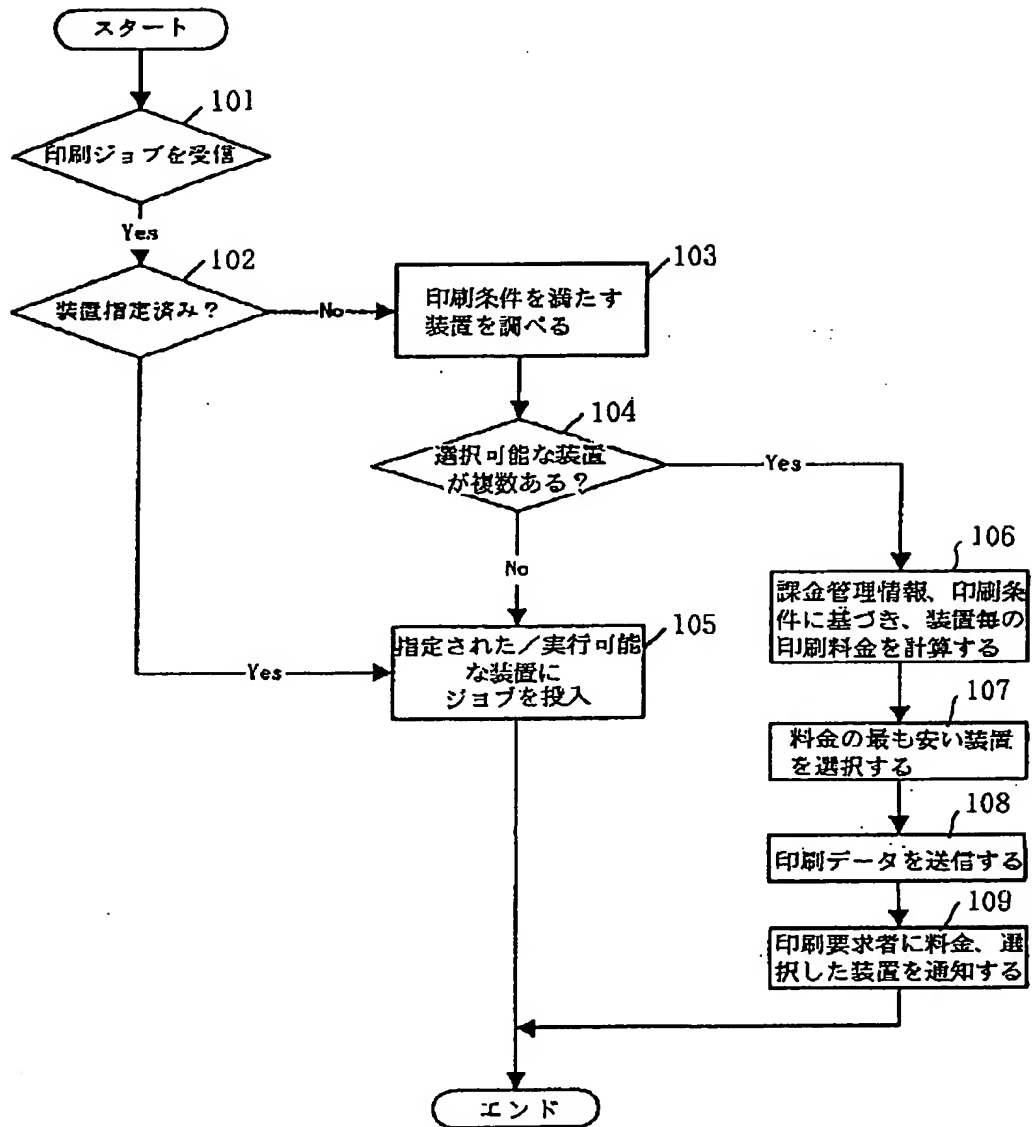 スタート
101
印刷ジョブを受信
Yes
102
装置指定済み?
No
103
印刷条件を満たす
装置を調べる
104
選択可能な装置
が複数ある?
Yes
No
106
課金管理情報、印刷条
件に基づき、装置毎の
印刷料金を計算する
105
指定された/実行可能
な装置に
ジョブを投入
Yes
107
料金の最も安い装置
を選択する
108
印刷データを送信する
109
印刷要求者に料金、選
択した装置を通知する
エンド